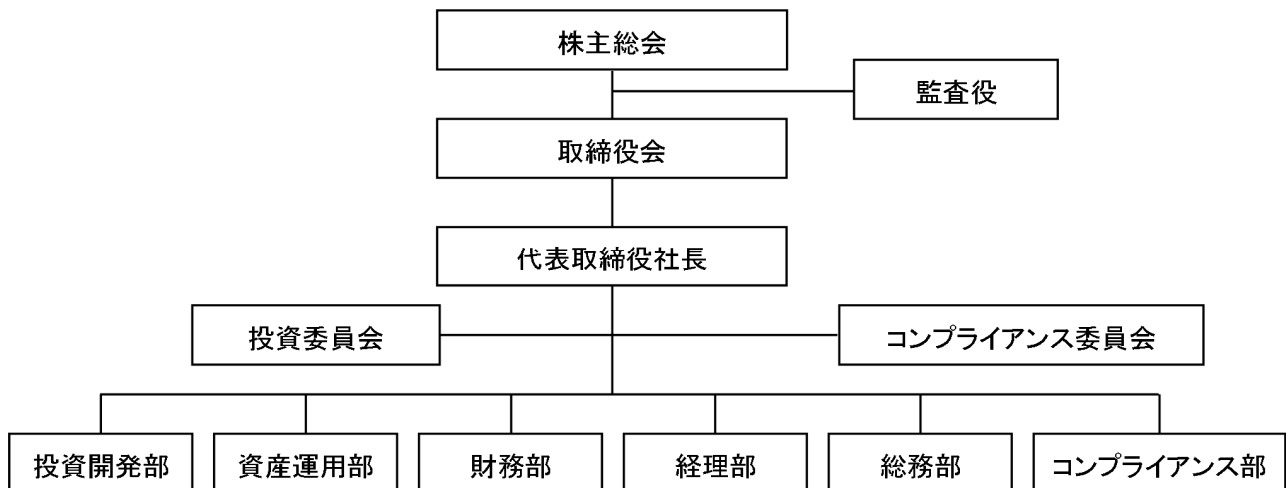 株主総会
監査役
取締役会
代表取締役社長
投資委員会
コンプライアンス委員会
投資開発部
資産運用部
財務部
経理部
総務部
コンプライアンス部